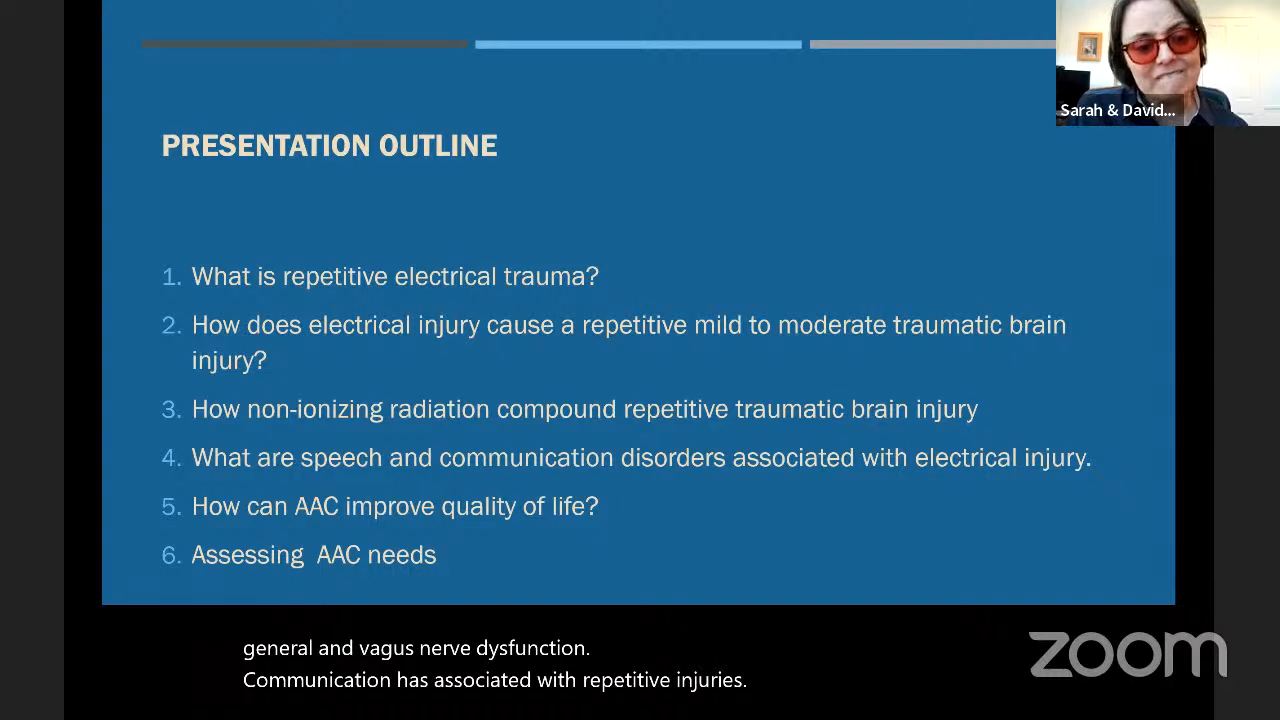 Sarah & David...
PRESENTATION OUTLINE
1. What is repetitive electrical trauma?
2. How does electrical injury cause a repetitive mild to moderate traumatic brain
injury?
3. How non-ionizing radiation compound repetitive traumatic brain injury
4. What are speech and communication disorders associated with electrical injury.
5. How can AAC improve quality of life?
6. Assessing  AAC needs
general and vagus nerve dysfunction.
Communication has associated with repetitive injuries.
zoom